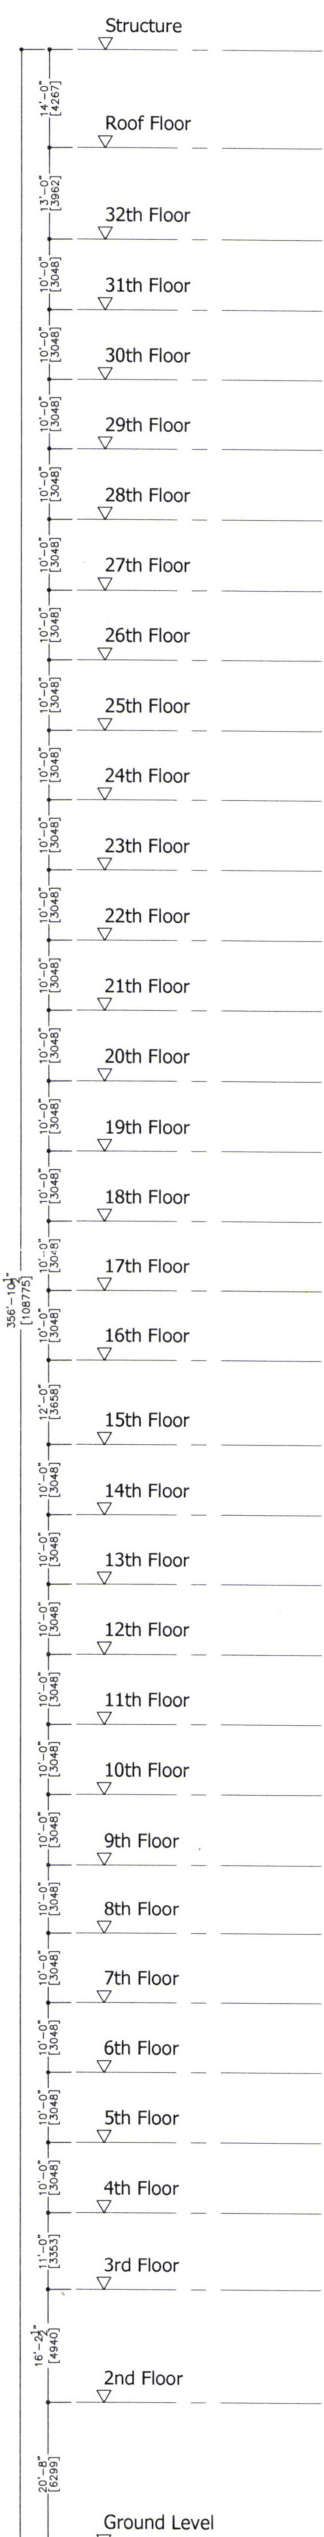 Structure
14'-0"
[4267]
Roof Floor
13'-0"
[3962]
32th Floor
10'-0"
[3048]
31th Floor
10'-0"
[3048]
30th Floor
10'-0"
[3048]
29th Floor
10'-0"
[3048]
28th Floor
10'-0"
[3048]
27th Floor
10'-0"
[3048]
26th Floor
10'-0"
[3048]
25th Floor
10'-0"
[3048]
24th Floor
10'-0"
[3048]
23th Floor
10'-0"
[3048]
22th Floor
10'-0"
[3048]
21th Floor
10'-0"
[3048]
20th Floor
10'-0"
[3048]
19th Floor
10'-0"
[3048]
18th Floor
10'-0"
[3048]
17th Floor
356'-10½"
[108775]
10'-0"
[3048]
16th Floor
12'-0"
[3658]
15th Floor
10'-0"
[3048]
14th Floor
10'-0"
[3048]
13th Floor
10'-0"
[3048]
12th Floor
10'-0"
[3048]
11th Floor
10'-0"
[3048]
10th Floor
10'-0"
[3048]
9th Floor
10'-0"
[3048]
8th Floor
10'-0"
[3048]
7th Floor
10'-0"
[3048]
6th Floor
10'-0"
[3048]
5th Floor
10'-0"
[3048]
4th Floor
11'-0"
[3353]
3rd Floor
16'-2½"
[4940]
2nd Floor
20'-8"
[6299]
Ground Level